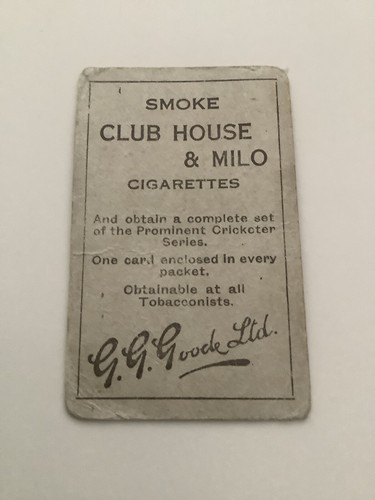 SMOKE
CLUB HOUSE
& MILO
CIGARETTES
And obtain a complete set
of the Prominent Cricketer
Series.
One card enclosed in every
packet.
Obtainable at all
Tobacconists.
G. G. Goode Ltd.